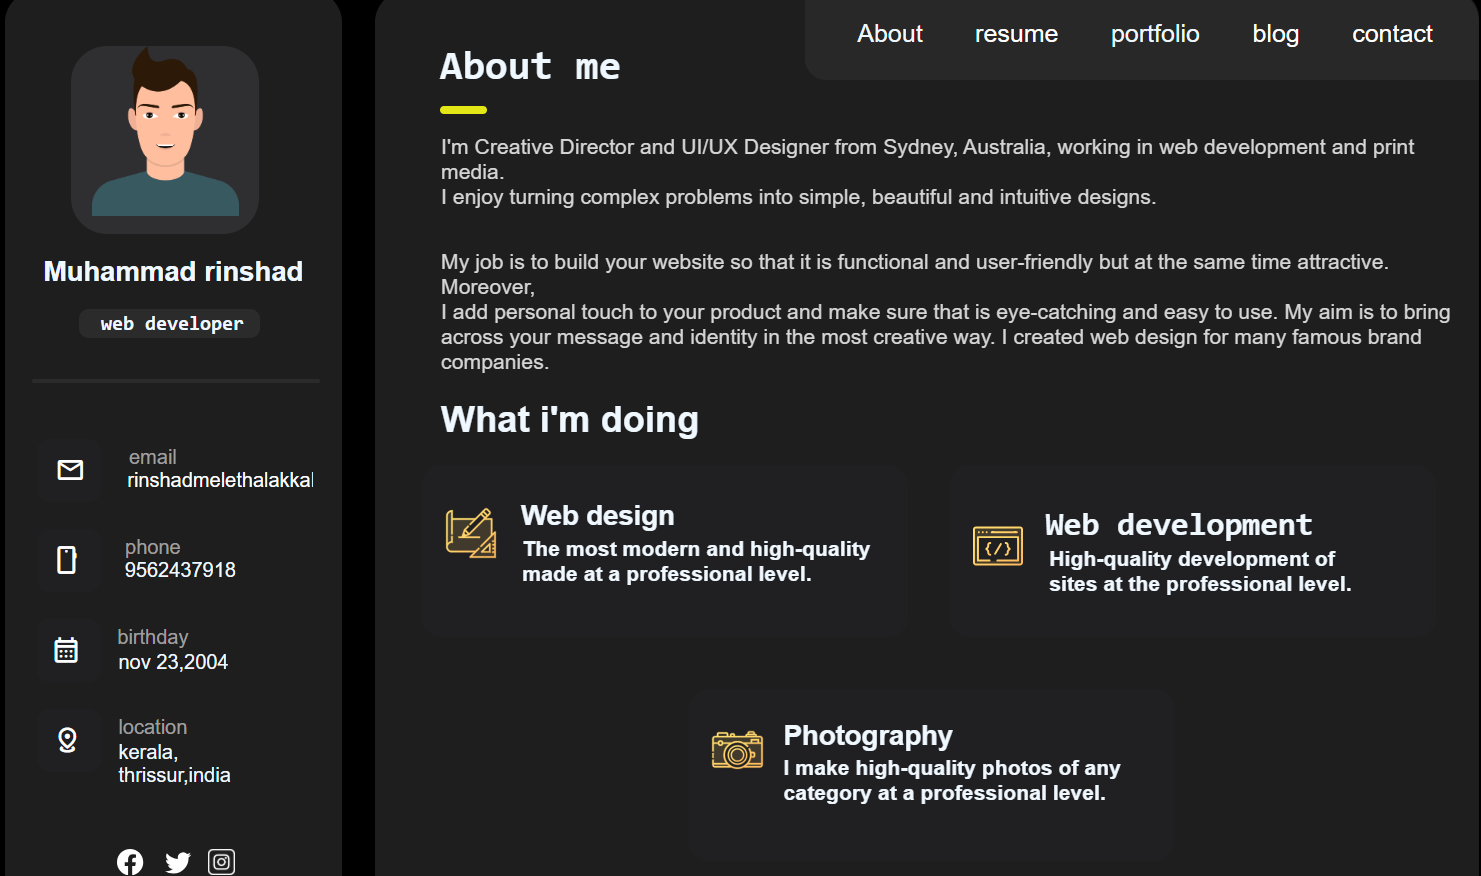 About resume portfolio blog contact
Muhammad rinshad
web developer
email
rinshadmelethalakkal
phone
9562437918
birthday
nov 23,2004
location
kerala,
thrissur,india
About me
I'm Creative Director and UI/UX Designer from Sydney, Australia, working in web development and print
media.
I enjoy turning complex problems into simple, beautiful and intuitive designs.
My job is to build your website so that it is functional and user-friendly but at the same time attractive.
Moreover,
I add personal touch to your product and make sure that is eye-catching and easy to use. My aim is to bring
across your message and identity in the most creative way. I created web design for many famous brand
companies.
What i'm doing
Web design
The most modern and high-quality
made at a professional level.
Web development
High-quality development of
sites at the professional level.
Photography
I make high-quality photos of any
category at a professional level.